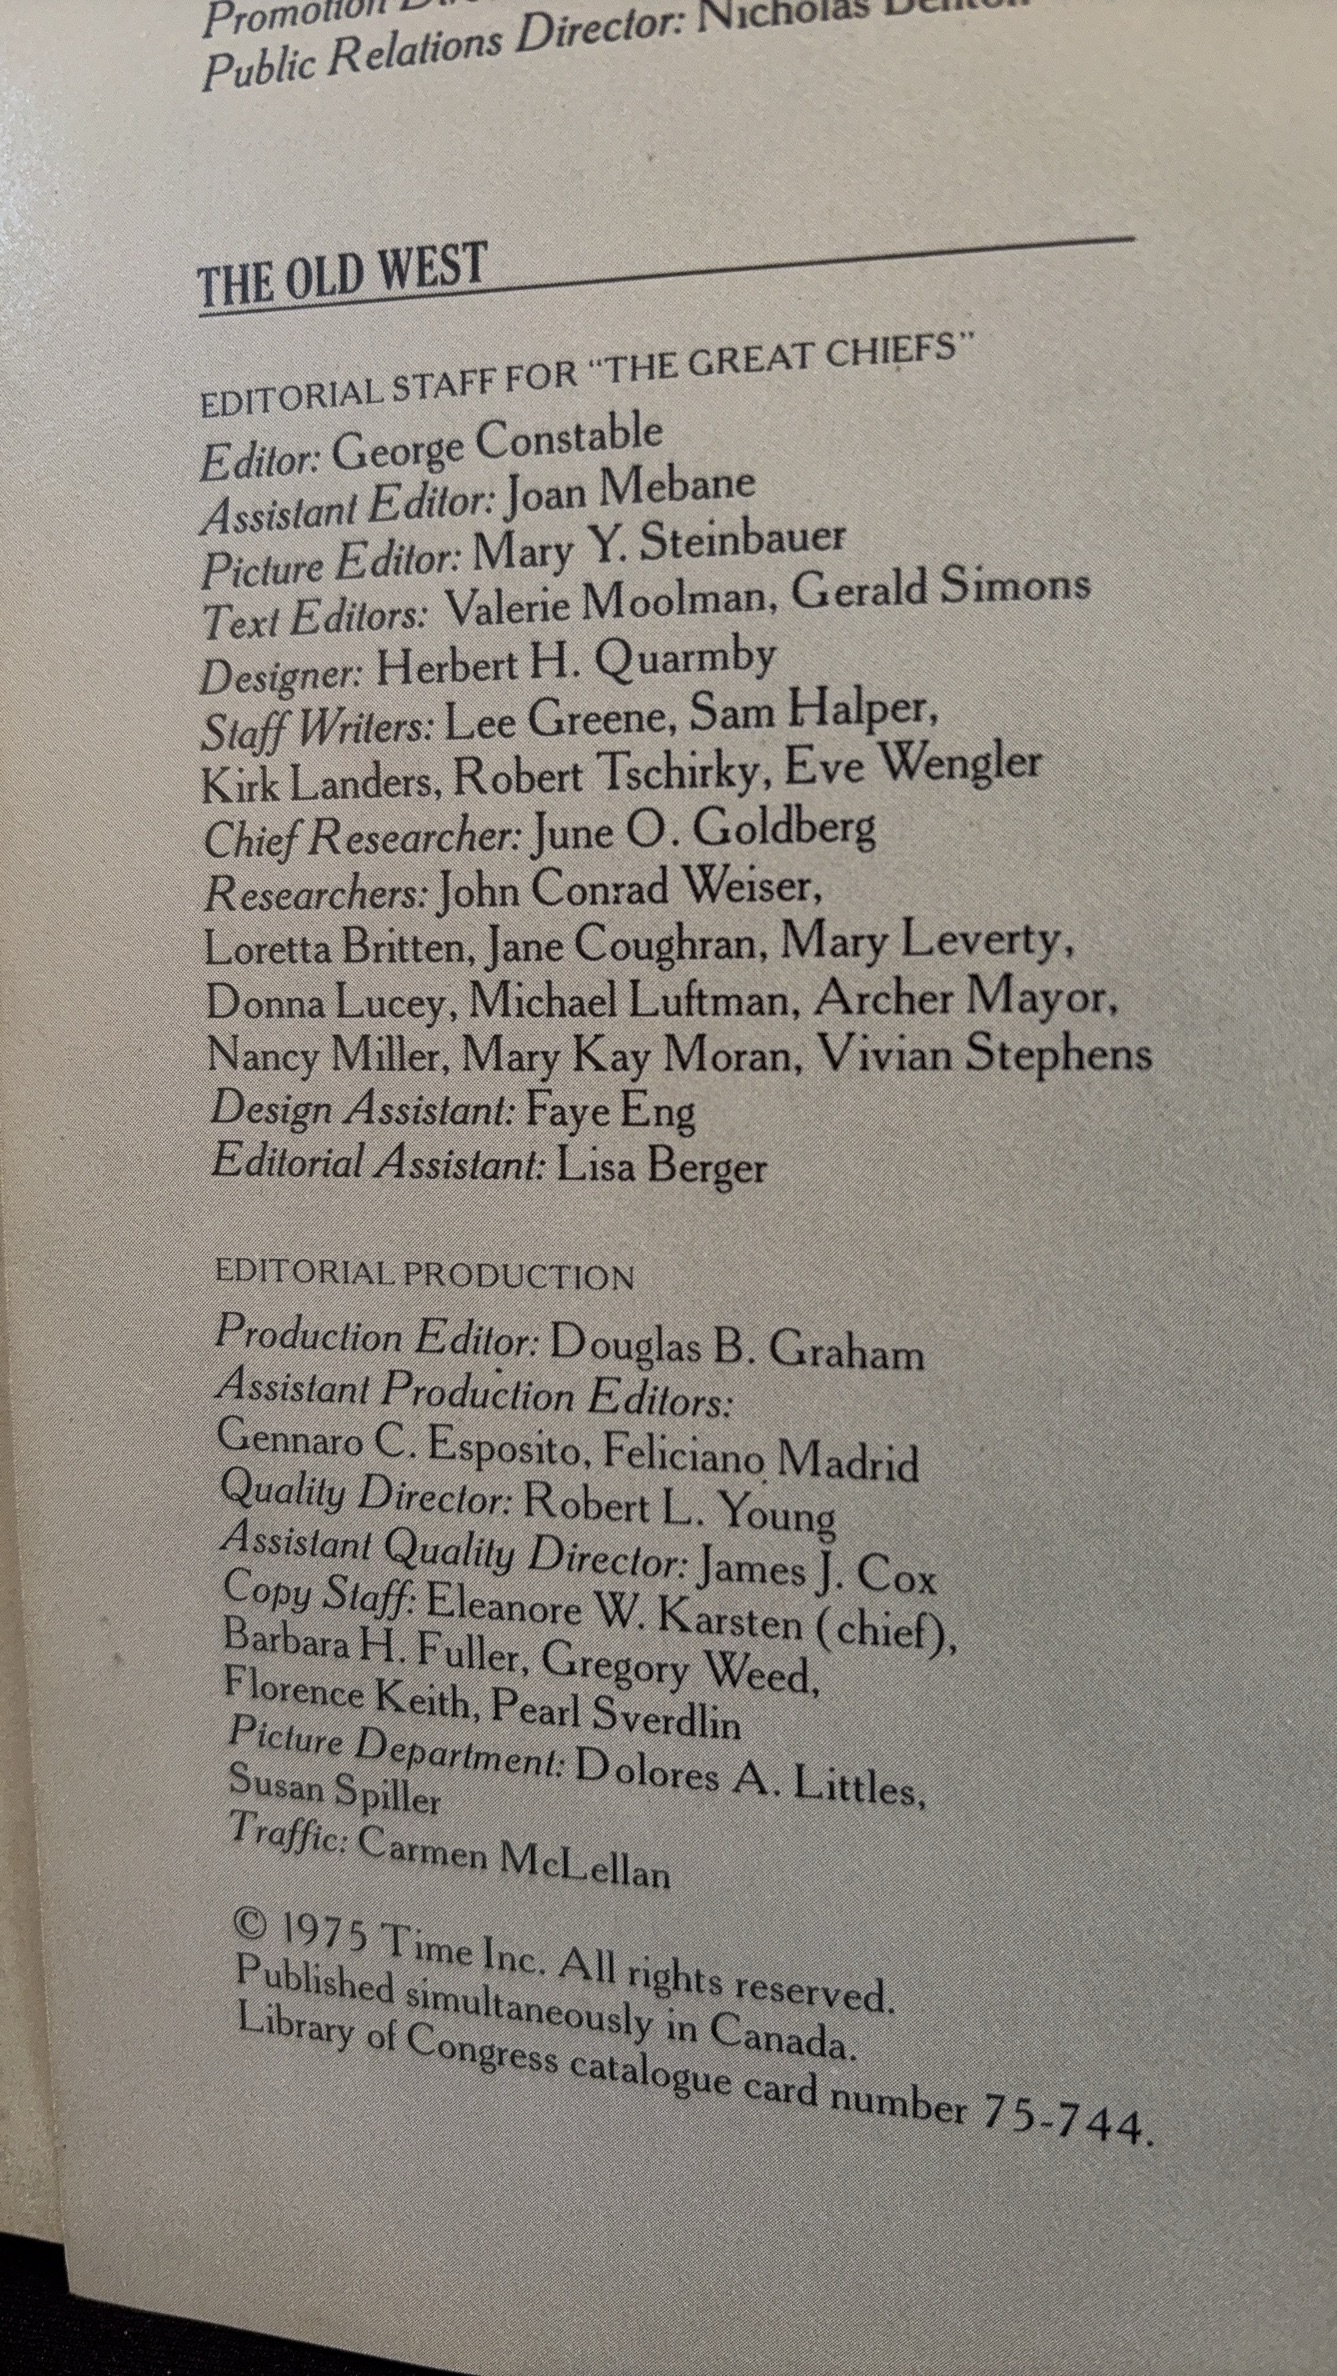 Promotion
Public Relations Director: Nicholas Benton
THE OLD WEST
EDITORIAL STAFF FOR “THE GREAT CHIEFS”
Editor: George Constable
Assistant Editor: Joan Mebane
Picture Editor: Mary Y. Steinbauer
Text Editors: Valerie Moolman, Gerald Simons
Designer: Herbert H. Quarmby
Staff Writers: Lee Greene, Sam Halper,
Kirk Landers, Robert Tschirky, Eve Wengler
Chief Researcher: June O. Goldberg
Researchers: John Conrad Weiser,
Loretta Britten, Jane Coughran, Mary Leverty,
Donna Lucey, Michael Luftman, Archer Mayor,
Nancy Miller, Mary Kay Moran, Vivian Stephens
Design Assistant: Faye Eng
Editorial Assistant: Lisa Berger
EDITORIAL PRODUCTION
Production Editor: Douglas B. Graham
Assistant Production Editors:
Gennaro C. Esposito, Feliciano Madrid
Quality Director: Robert L. Young
Assistant Quality Director: James J. Cox
Copy Staff: Eleanore W. Karsten (chief),
Barbara H. Fuller, Gregory Weed,
Florence Keith, Pearl Sverdlin
Picture Department: Dolores A. Littles,
Susan Spiller
Traffic: Carmen McLellan
© 1975 Time Inc. All rights reserved.
Published simultaneously in Canada.
Library of Congress catalogue card number 75-744.